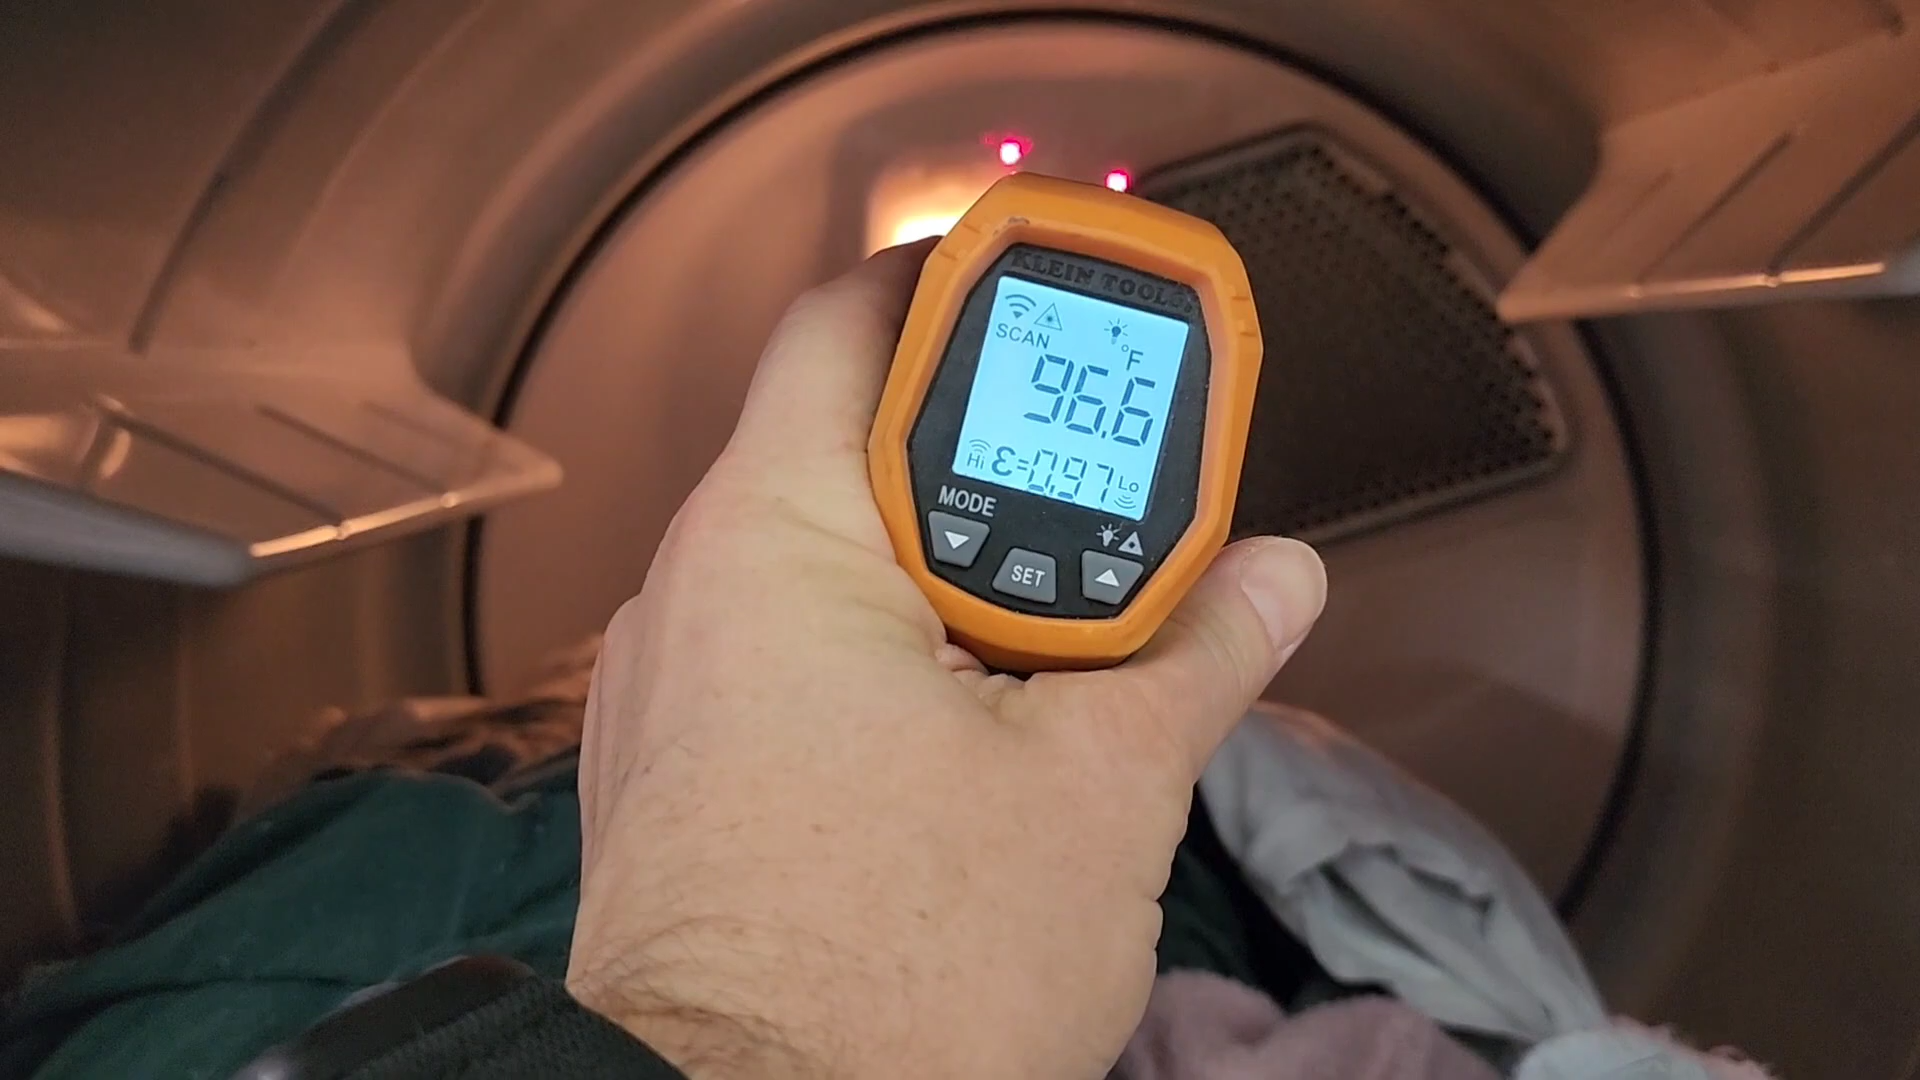 KLEIN TOOLS
SCAN
°F
96.6
Hi ε=0.97 Lo
MODE
SET